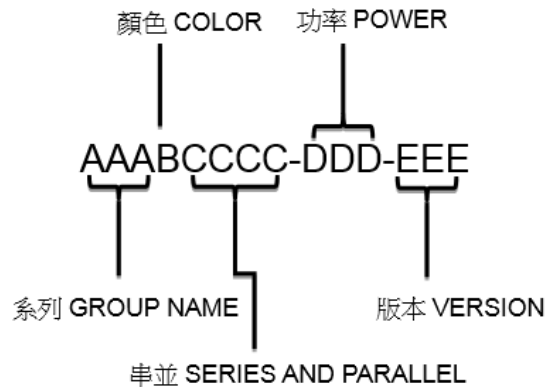 顏色 COLOR
功率 POWER
AAABCCCC-DDD-EEE
系列 GROUP NAME
版本 VERSION
串並 SERIES AND PARALLEL